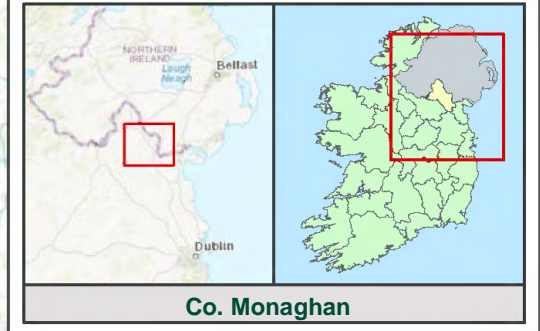 NORTHERN
IRELAND
Belfast
Lough
Neagh
Dublin
Co. Monaghan